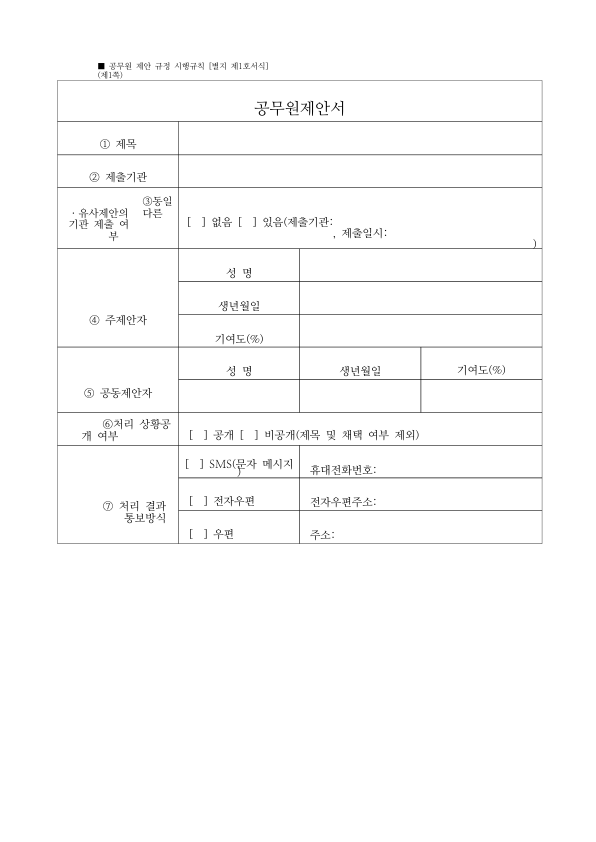 ■ 공무원 제안 규정 시행규칙 [별지 제1호서식]
(제1쪽)
공무원제안서
① 제목
② 제출기관
③동일
ㆍ유사제안의 다른
기관 제출 여
부
[ ] 없음 [ ] 있음(제출기관:
, 제출일시:
)
④ 주제안자
성 명
생년월일
기여도(%)
⑤ 공동제안자
성 명 생년월일 기여도(%)
⑥처리 상황공
개 여부
[ ] 공개 [ ] 비공개(제목 및 채택 여부 제외)
⑦ 처리 결과
통보방식
[ ] SMS(문자 메시지
)
휴대전화번호:
[ ] 전자우편 전자우편주소:
[ ] 우편 주소: